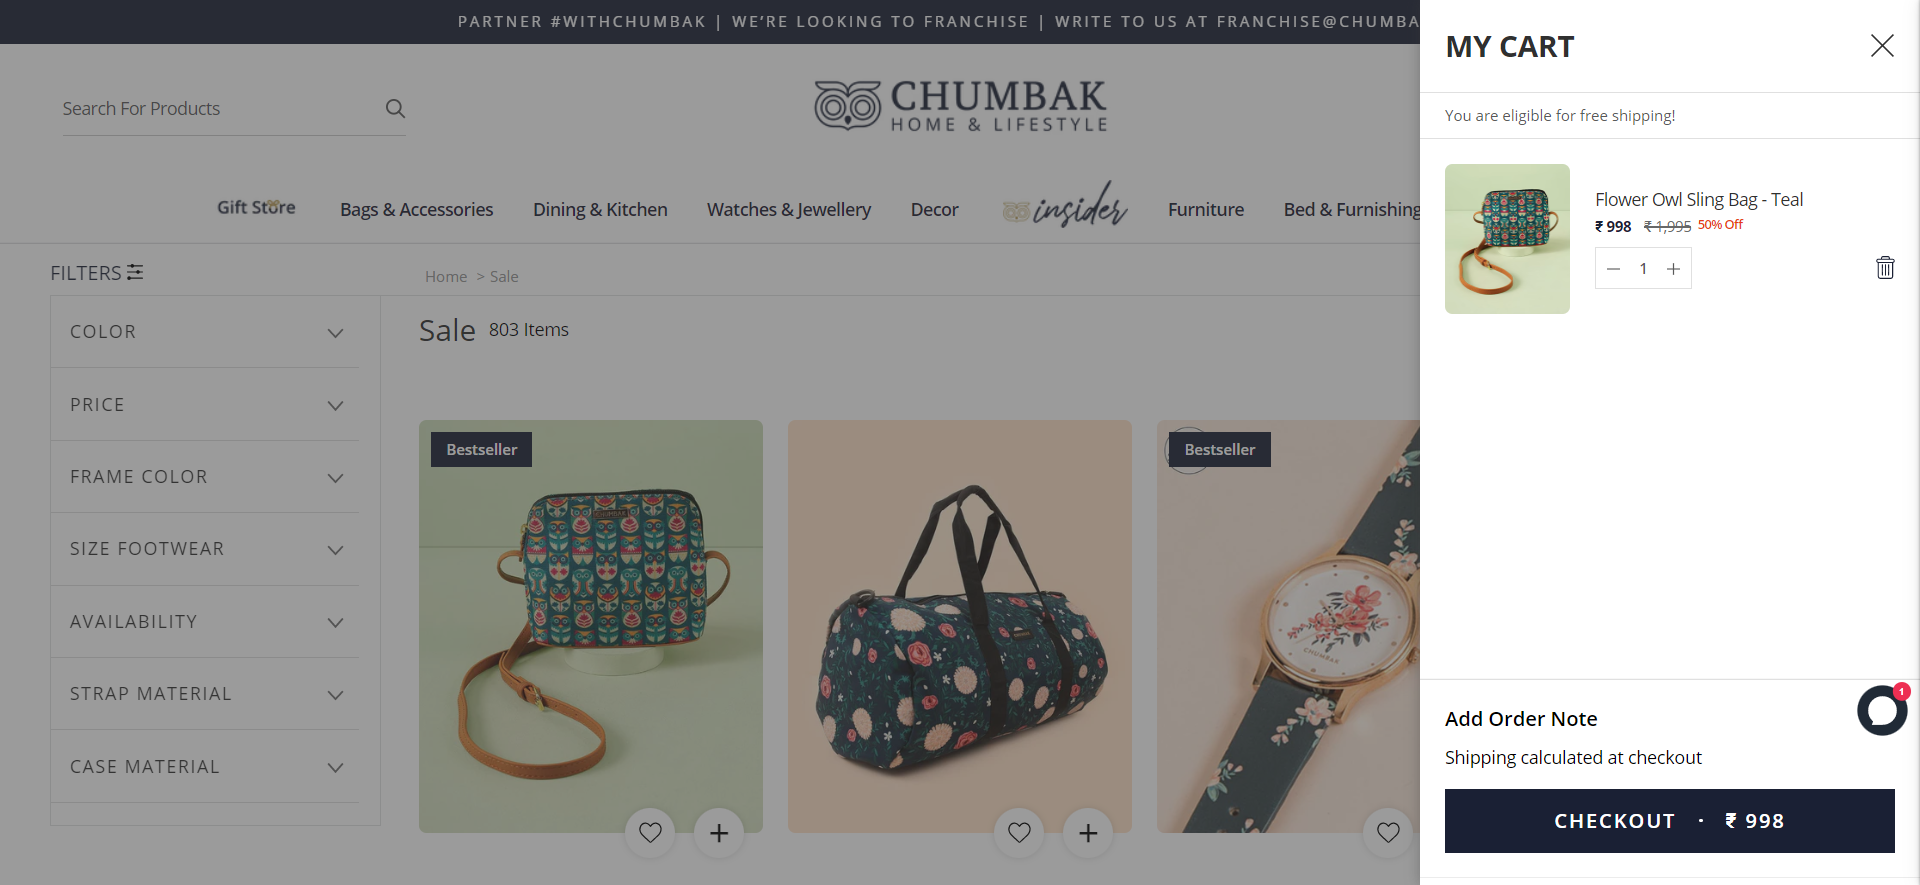 PARTNER #WITHCHUMBAK | WE'RE LOOKING TO FRANCHISE | WRITE TO US AT FRANCHISE@CHUMBA
Search For Products
CHUMBAK
HOME & LIFESTYLE
Gift Store
Bags & Accessories
Dining & Kitchen
Watches & Jewellery
Decor
insider
Furniture
Bed & Furnishing
FILTERS
Home > Sale
COLOR
PRICE
FRAME COLOR
SIZE FOOTWEAR
AVAILABILITY
STRAP MATERIAL
CASE MATERIAL
Sale 803 Items
Bestseller
CHUMBAK
Bestseller
CHUMBAK
MY CART
You are eligible for free shipping!
Flower Owl Sling Bag - Teal
₹ 998 ₹ 1,995 50% Off
1
1
Add Order Note
Shipping calculated at checkout
CHECKOUT · ₹ 998